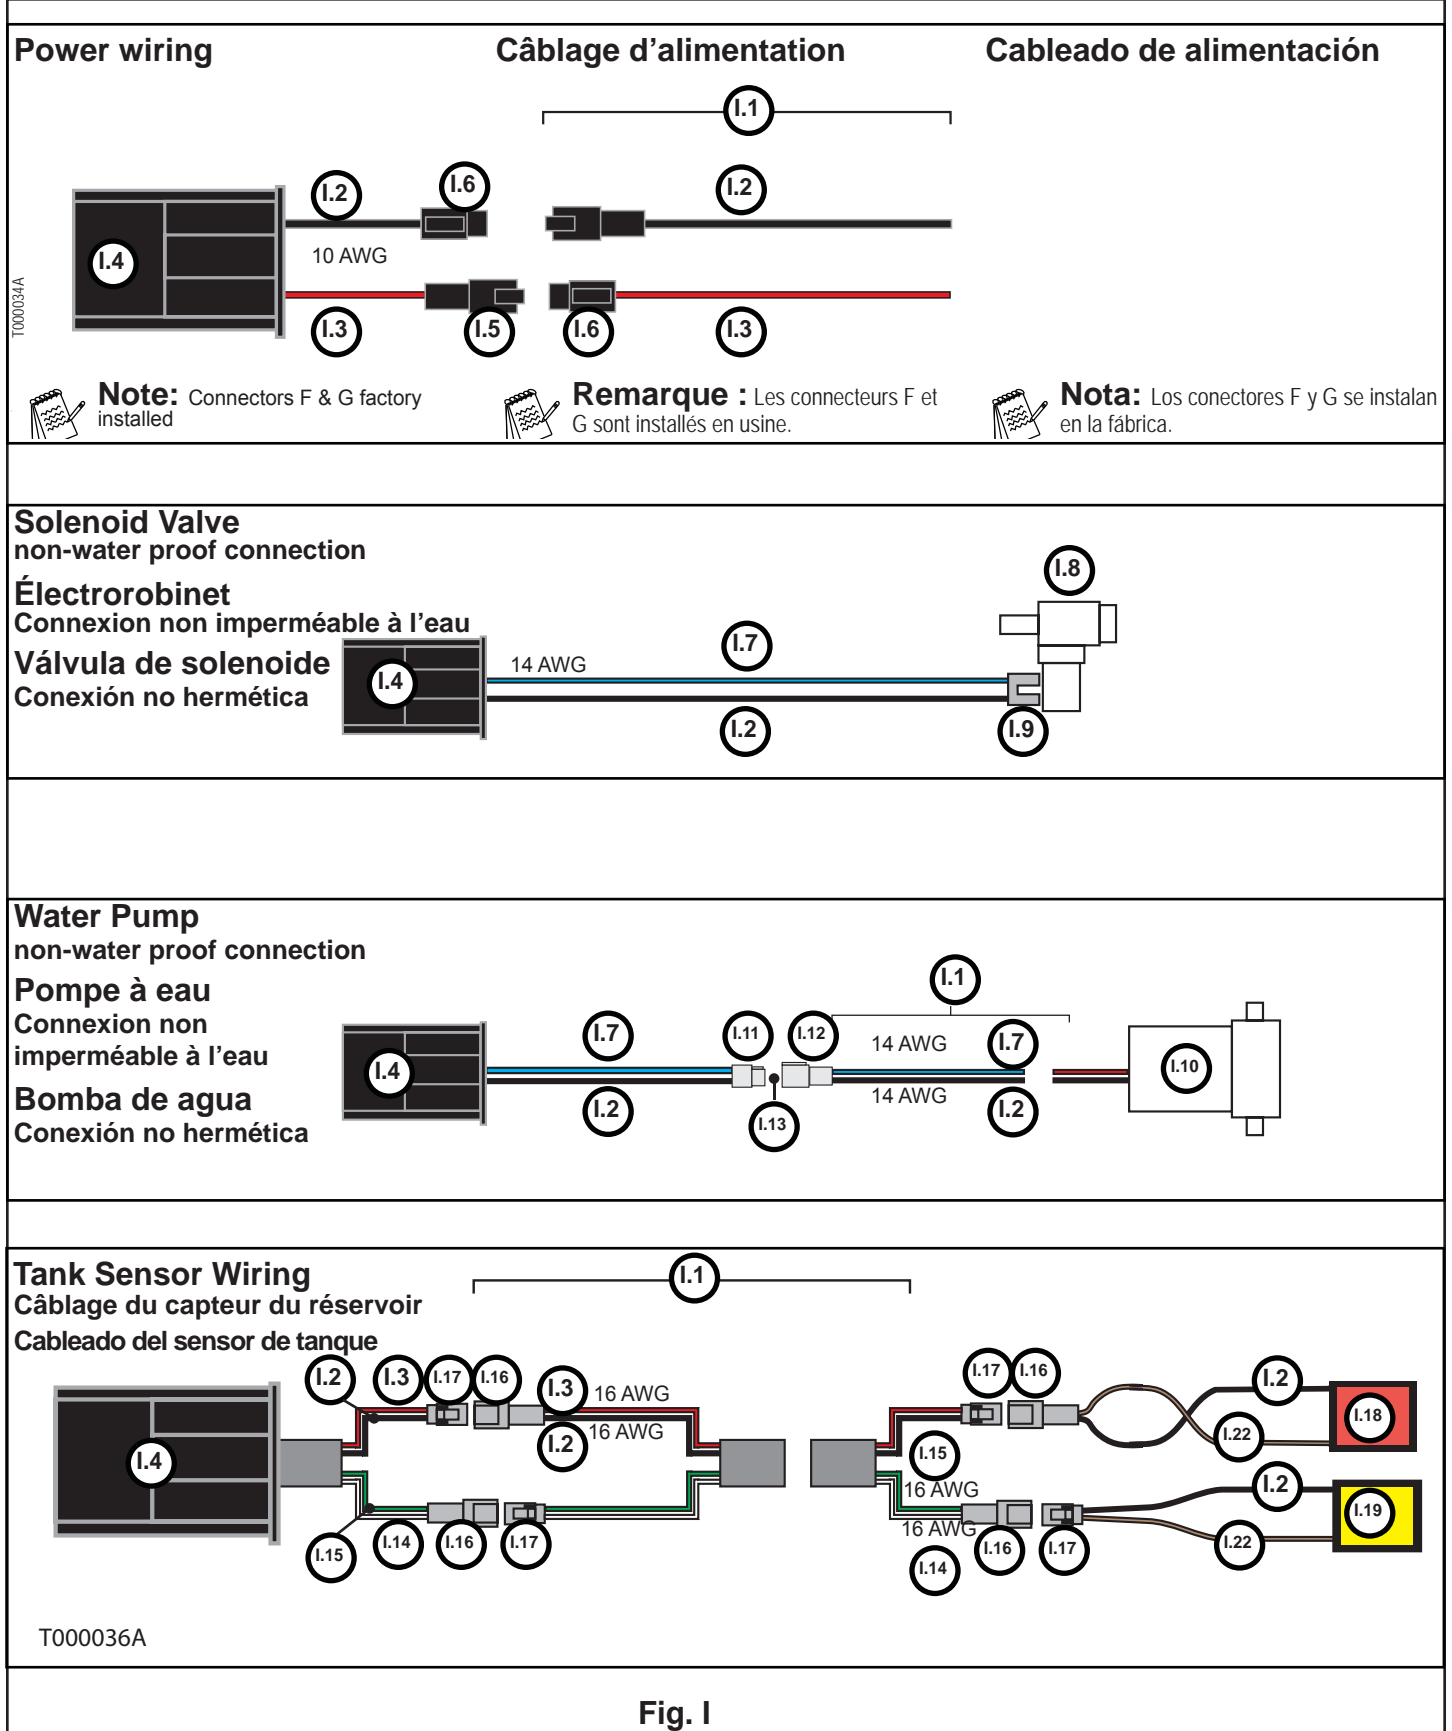 Power wiring Câblage d’alimentation Cableado de alimentación
I.1
I.2 I.6 I.2
10 AWG
I.4
T000034A
I.3 I.5 I.6 I.3
Note: Connectors F & G factory
installed
Remarque : Les connecteurs F et
G sont installés en usine.
Nota: Los conectores F y G se instalan
en la fábrica.
Solenoid Valve
non-water proof connection
Électrorobinet
Connexion non imperméable à l’eau
Válvula de solenoide
Conexión no hermética
I.8
I.7
14 AWG
I.4
I.2 I.9
Water Pump
non-water proof connection
Pompe à eau
Connexion non
imperméable à l’eau
Bomba de agua
Conexión no hermética
I.1
I.7 I.11 I.12 14 AWG I.7
I.4 I.10
I.2 I.13 14 AWG I.2
Tank Sensor Wiring
Câblage du capteur du réservoir
Cableado del sensor de tanque
I.1
I.2 I.3 I.17 I.16 I.3 16 AWG
I.2 16 AWG
I.4
I.15 I.14 I.16 I.17
I.17 I.16 I.2
I.18
I.15 I.22
16 AWG I.2
I.19
16 AWG
I.14 I.16 I.17 I.22
T000036A
Fig. I